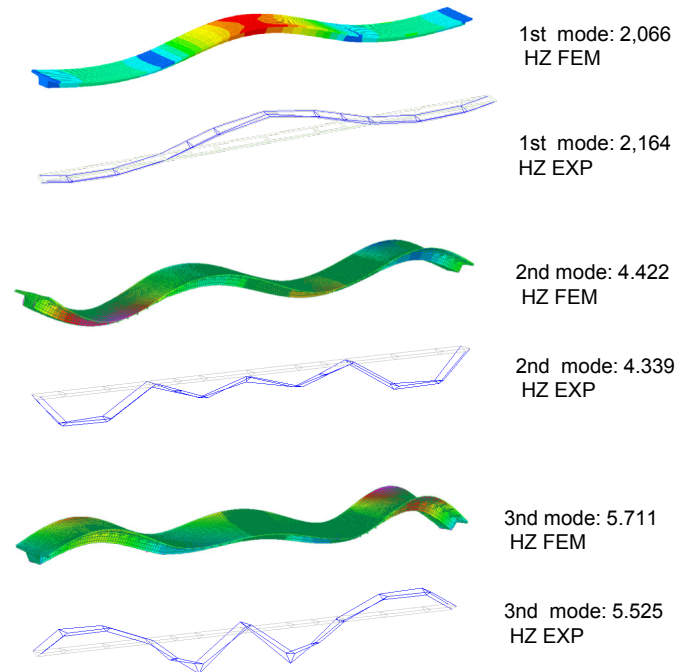 1st mode: 2,066
HZ FEM
1st mode: 2,164
HZ EXP
2nd mode: 4.422
HZ FEM
2nd mode: 4.339
HZ EXP
3nd mode: 5.711
HZ FEM
3nd mode: 5.525
HZ EXP